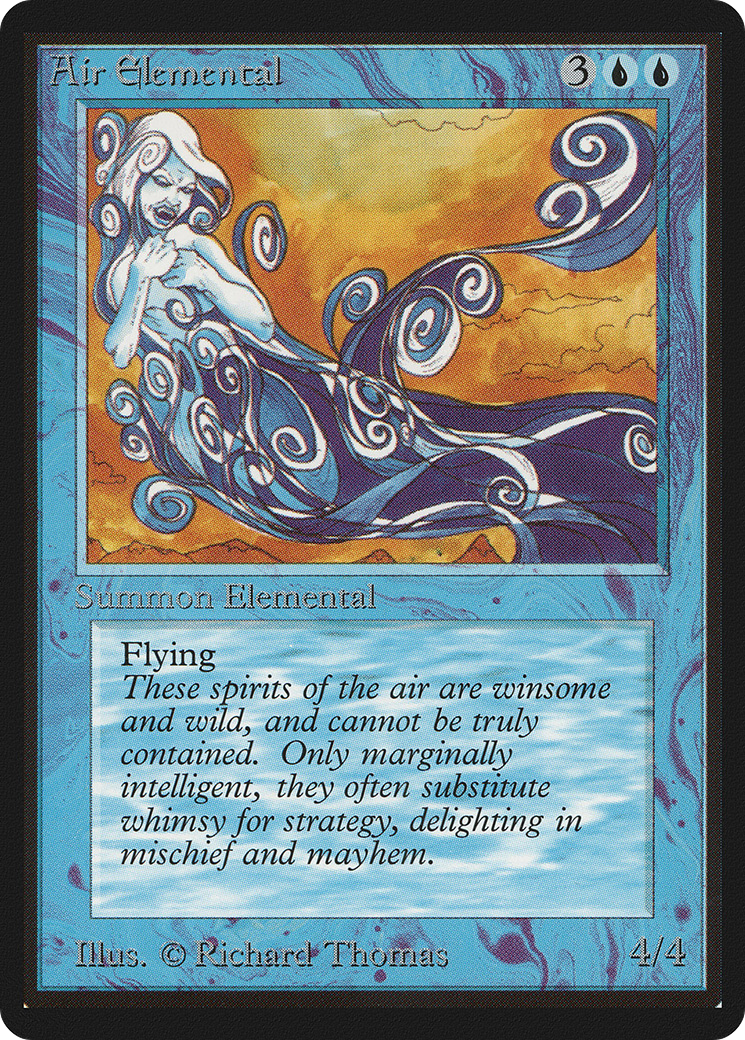 Air Elemental 3
Summon Elemental
Flying
These spirits of the air are winsome
and wild, and cannot be truly
contained. Only marginally
intelligent, they often substitute
whimsy for strategy, delighting in
mischief and mayhem.
Illus. © Richard Thomas 4/4